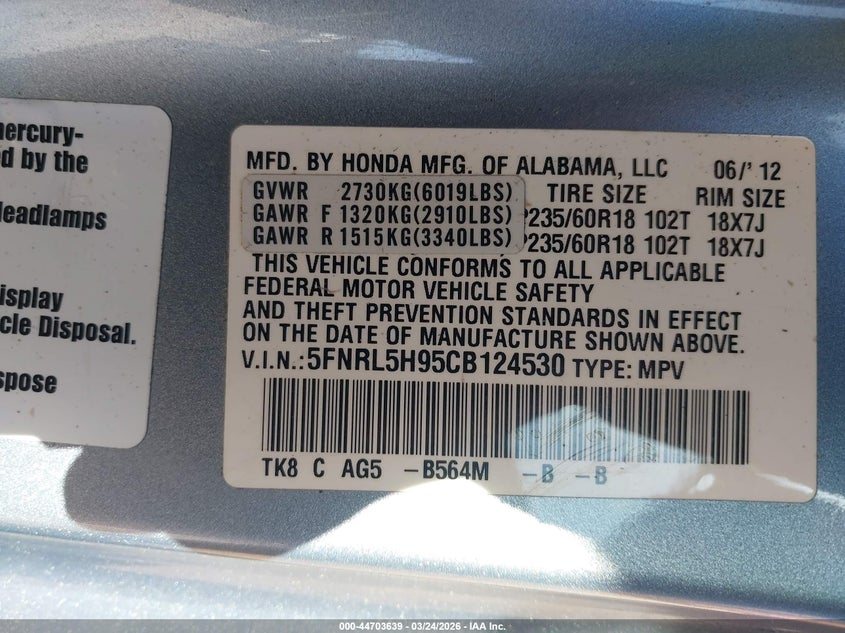 mercury-
ed by the
Headlamps
isplay
cle Disposal.
spose
MFD. BY HONDA MFG. OF ALABAMA, LLC 06/'12
GVWR 2730KG(6019LBS) TIRE SIZE RIM SIZE
GAWR F 1320KG(2910LBS) P235/60R18 102T 18X7J
GAWR R 1515KG(3340LBS) P235/60R18 102T 18X7J
THIS VEHICLE CONFORMS TO ALL APPLICABLE
FEDERAL MOTOR VEHICLE SAFETY
AND THEFT PREVENTION STANDARDS IN EFFECT
ON THE DATE OF MANUFACTURE SHOWN ABOVE.
V.I.N.:5FNRL5H95CB124530 TYPE: MPV
TK8 C AG5 -B564M -B -B
000-44703639 - 03/24/2026 - IAA Inc.